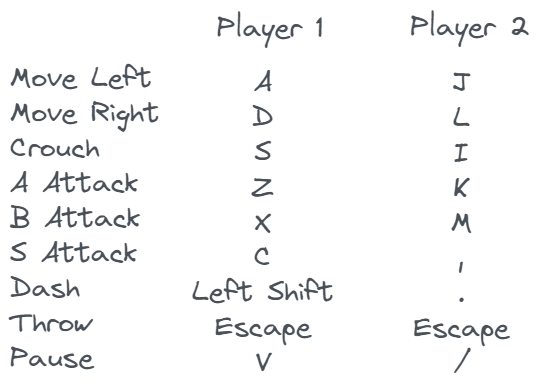 Player 1 Player 2
Move Left A J
Move Right D L
Crouch S I
A Attack Z K
B Attack X M
S Attack C ,
Dash Left Shift .
Throw Escape Escape
Pause V /